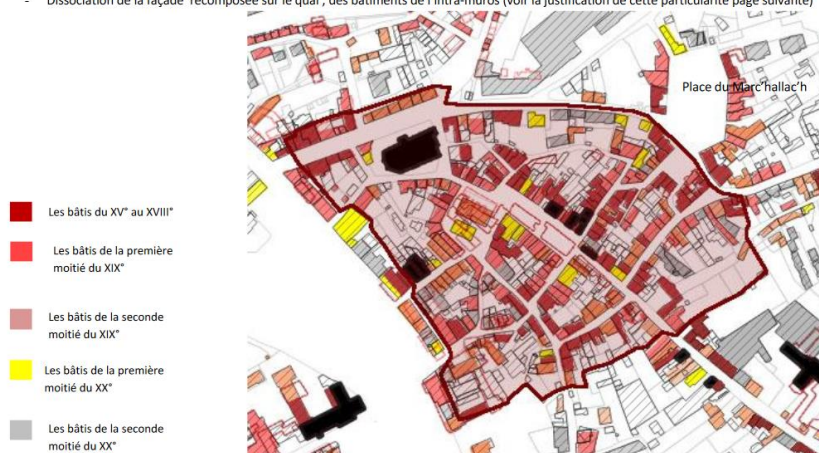 - Dissociation de la façade 'recomposée sur le quai', des bâtiments de l'intra-muros (voir la justification de cette particularité page suivante)
Place du Marc'hallac'h
Les bâtis du XV° au XVIII°
Les bâtis de la première
moitié du XIX°
Les bâtis de la seconde
moitié du XIX°
Les bâtis de la première
moitié du XX°
Les bâtis de la seconde
moitié du XX°